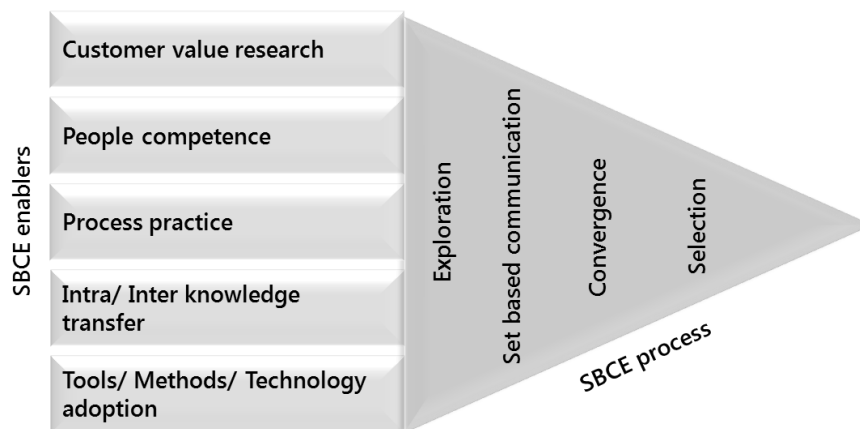 SBCE enablers
Customer value research
People competence
Process practice
Intra/ Inter knowledge
transfer
Tools/ Methods/ Technology
adoption
Exploration
Set based communication
Convergence
Selection
SBCE process